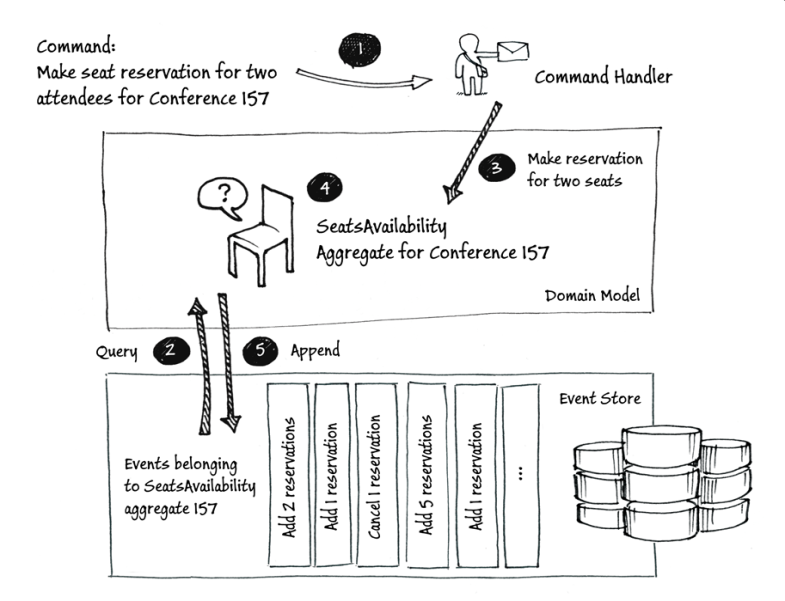 Command:
Make seat reservation for two
attendees for Conference 157
1
Command Handler
3
Make reservation
for two seats
?
4
SeatsAvailability
Aggregate for Conference 157
Domain Model
Query
2
5
Append
Event Store
Events belonging
to SeatsAvailability
aggregate 157
Add 2 reservations
Add 1 reservation
Cancel 1 reservation
Add 5 reservations
Add 1 reservation
...